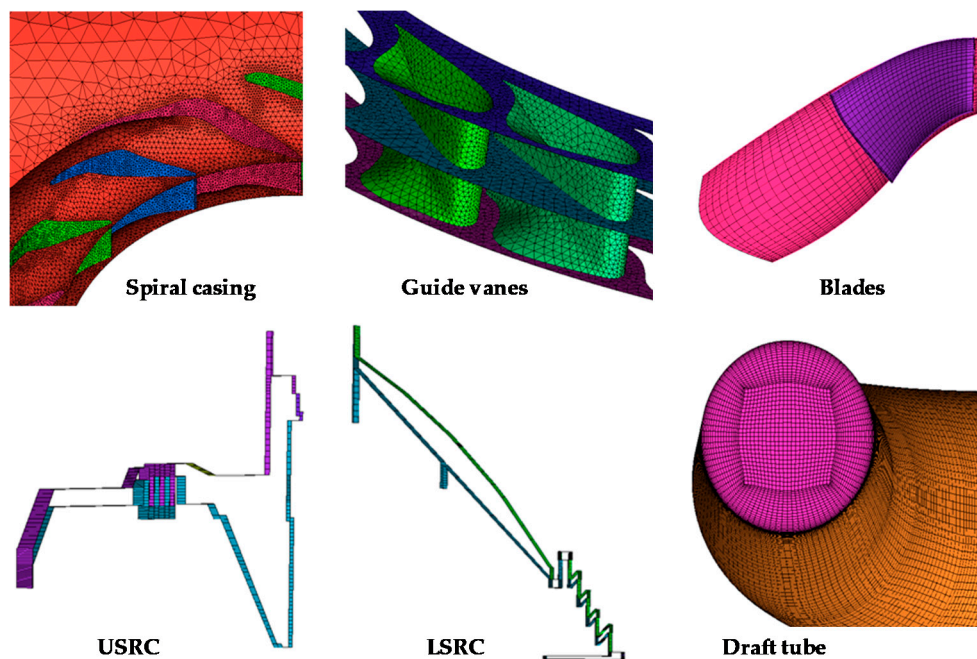 Spiral casing
Guide vanes
Blades
USRC
LSRC
Draft tube